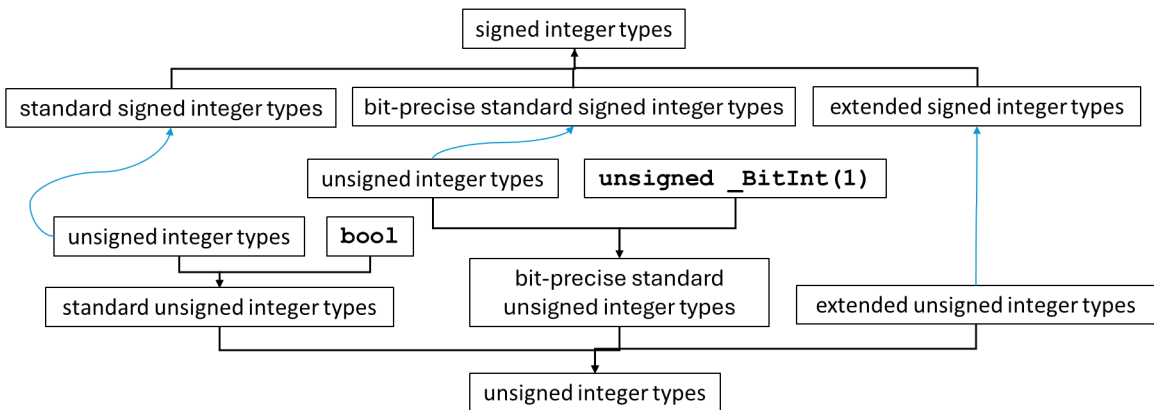 signed integer types
standard signed integer types
bit-precise standard signed integer types
extended signed integer types
unsigned integer types
unsigned _BitInt(1)
unsigned integer types
bool
bit-precise standard
unsigned integer types
standard unsigned integer types
extended unsigned integer types
unsigned integer types